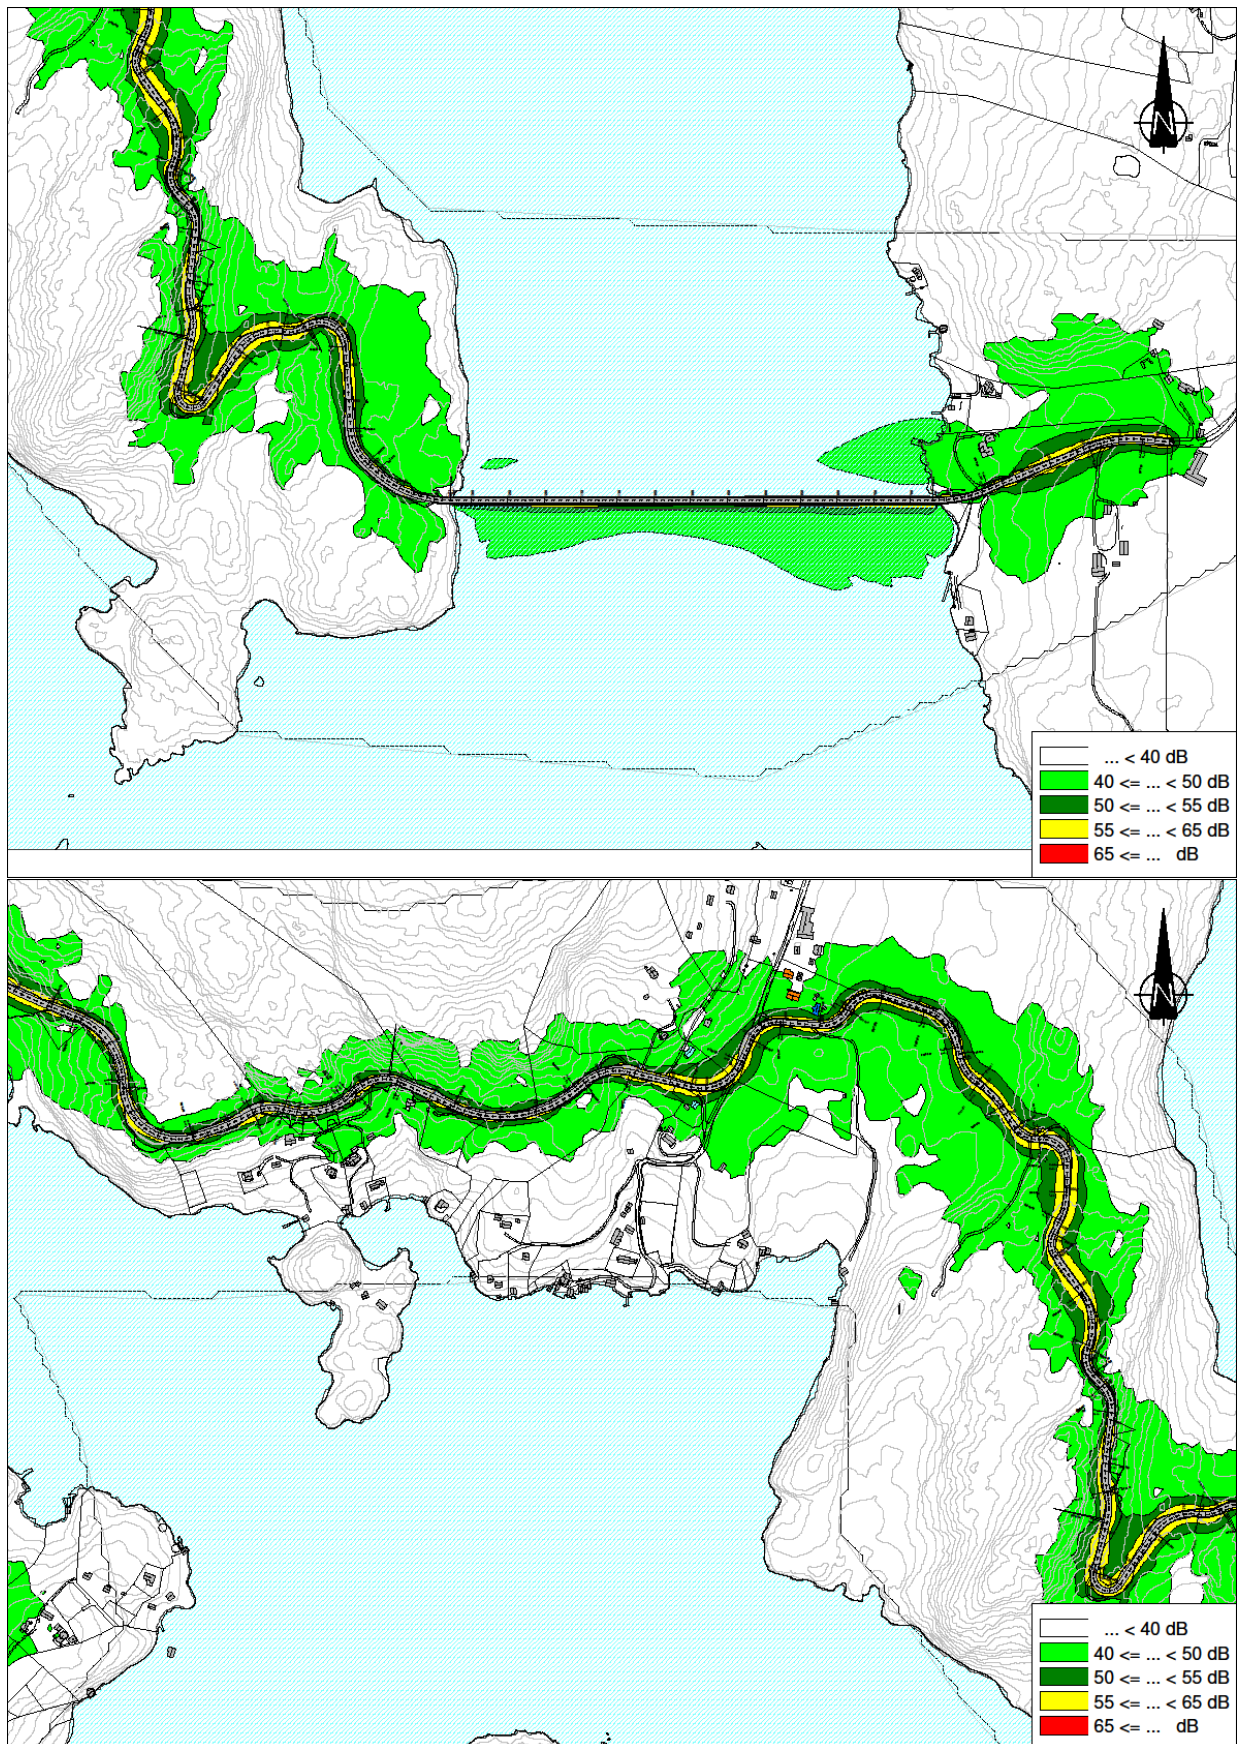 N
... < 40 dB
40 <= ... < 50 dB
50 <= ... < 55 dB
55 <= ... < 65 dB
65 <= ... dB
N
... < 40 dB
40 <= ... < 50 dB
50 <= ... < 55 dB
55 <= ... < 65 dB
65 <= ... dB